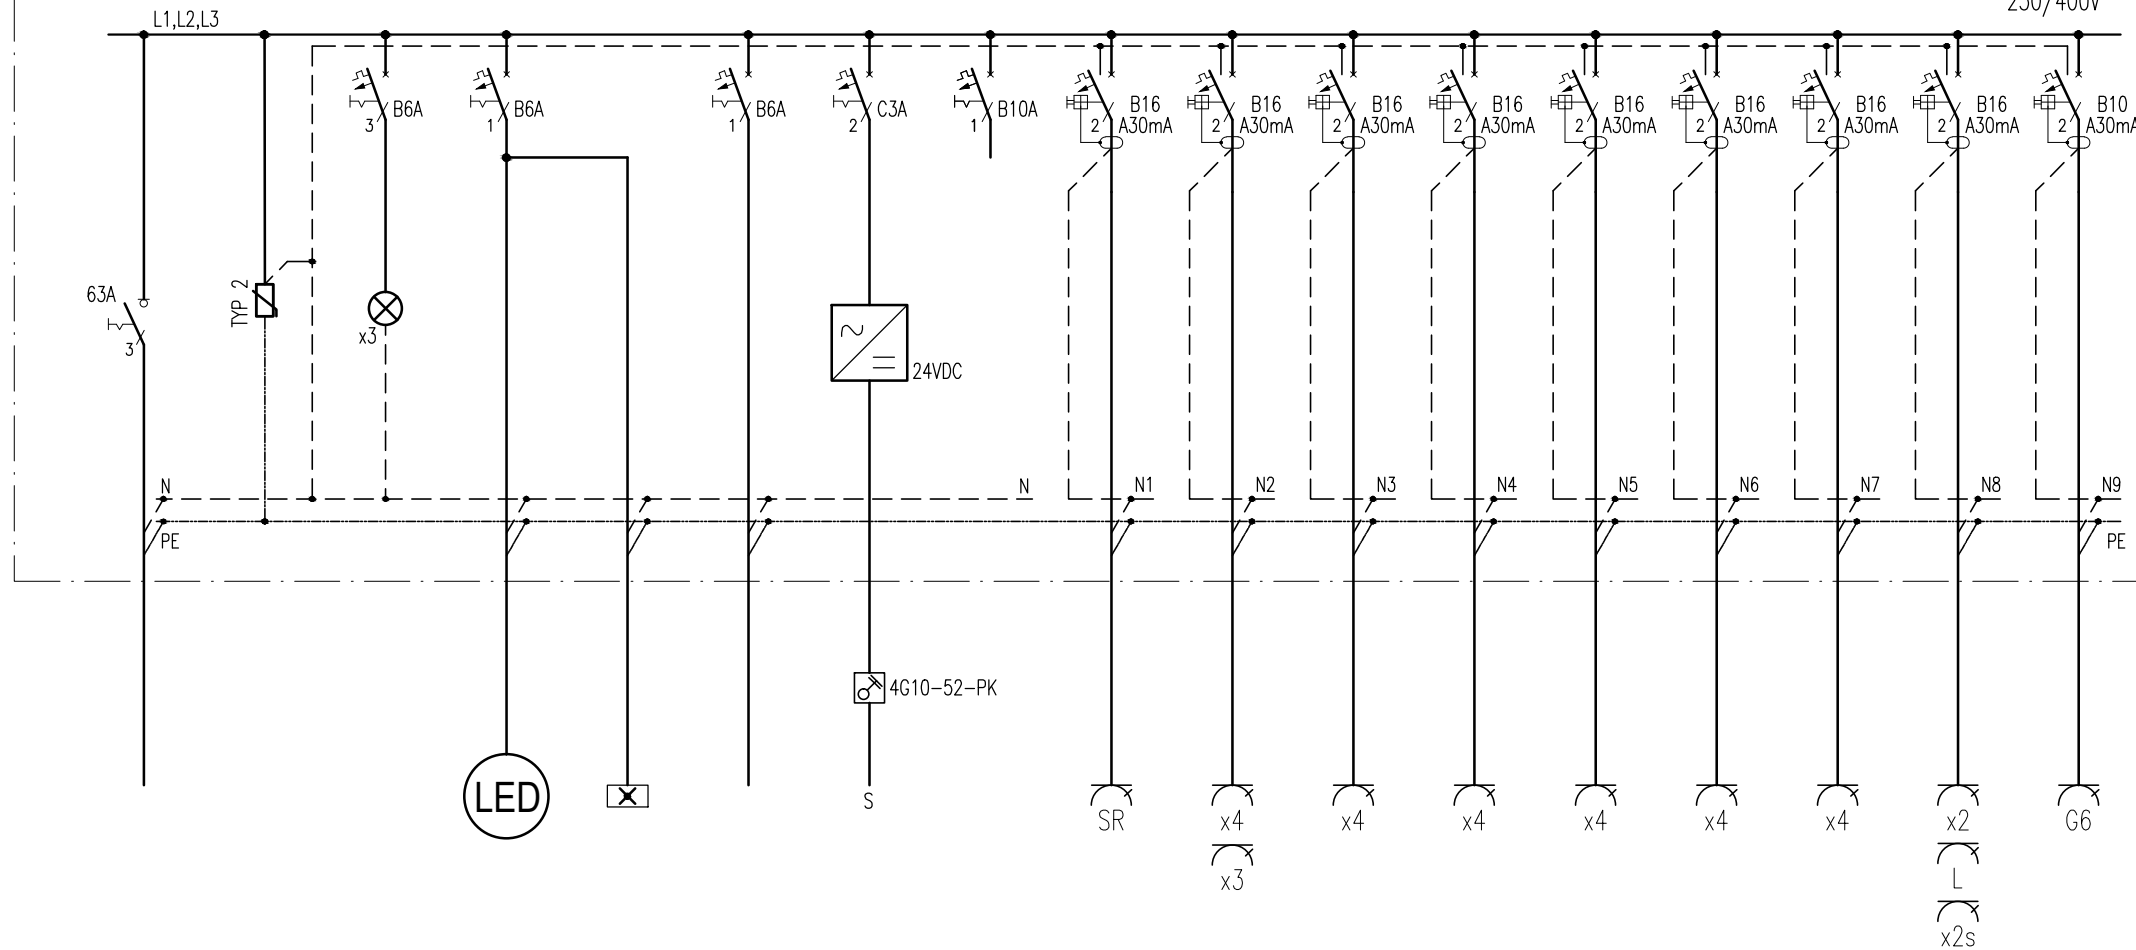 230/400V
L1,L2,L3
B6A
3
B6A
1
B6A
1
C3A
2
B10A
1
B16
2 A30mA
B16
2 A30mA
B16
2 A30mA
B16
2 A30mA
B16
2 A30mA
B16
2 A30mA
B16
2 A30mA
B16
2 A30mA
B10
2 A30mA
63A
3
TYP 2
x3
24VDC
N
N
N1
N2
N3
N4
N5
N6
N7
N8
N9
PE
PE
4G10-52-PK
LED
S
SR
x4
x4
x4
x4
x4
x4
x2
G6
x3
L
x2s